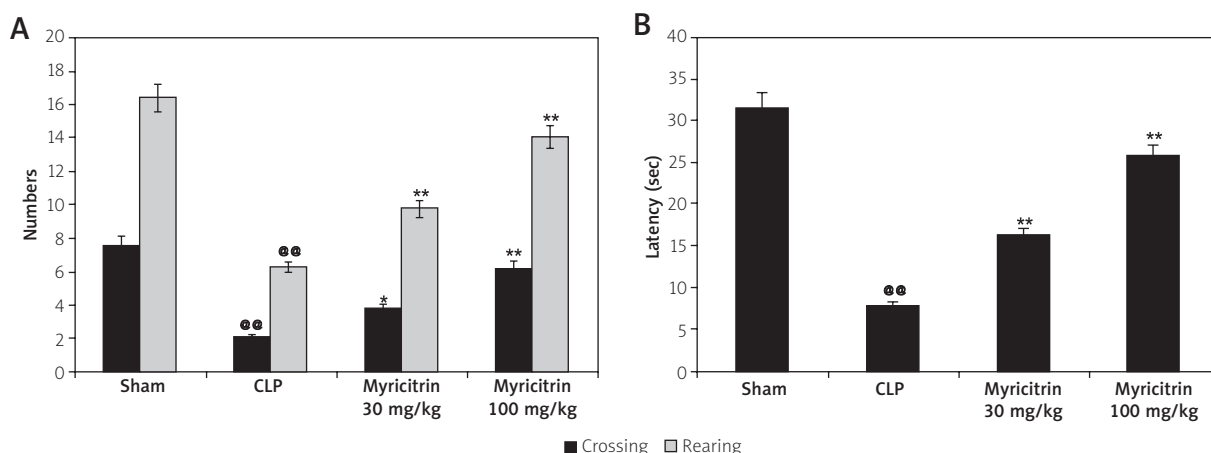 A
Numbers
20
18
16
14
12
10
8
6
4
2
0
@@
@@
*
**
**
**
Sham
CLP
Myricitrin
30 mg/kg
Myricitrin
100 mg/kg
B
Latency (sec)
40
35
30
25
20
15
10
5
0
@@
**
**
Sham
CLP
Myricitrin
30 mg/kg
Myricitrin
100 mg/kg
Crossing Rearing